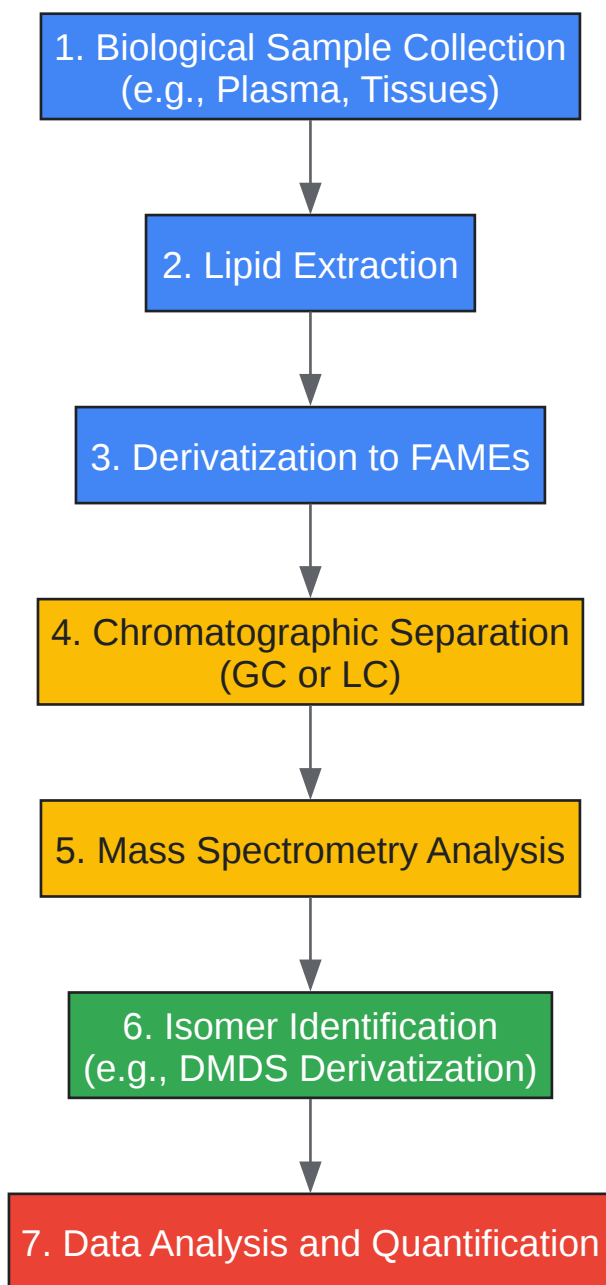 1. Biological Sample Collection
(e.g., Plasma, Tissues)
2. Lipid Extraction
3. Derivatization to FAMEs
4. Chromatographic Separation
(GC or LC)
5. Mass Spectrometry Analysis
6. Isomer Identification
(e.g., DMDS Derivatization)
7. Data Analysis and Quantification